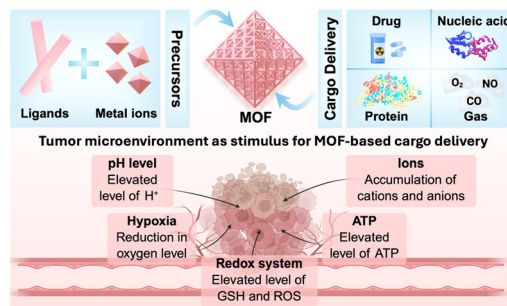 Ligands
Metal ions
Precursors
MOF
Cargo Delivery
Drug
Nucleic acid
Protein
O₂
NO
CO
Gas
Tumor microenvironment as stimulus for MOF-based cargo delivery
pH level
Elevated
level of H⁺
Ions
Accumulation of
cations and anions
Hypoxia
Reduction in
oxygen level
ATP
Elevated
level of ATP
Redox system
Elevated level of
GSH and ROS